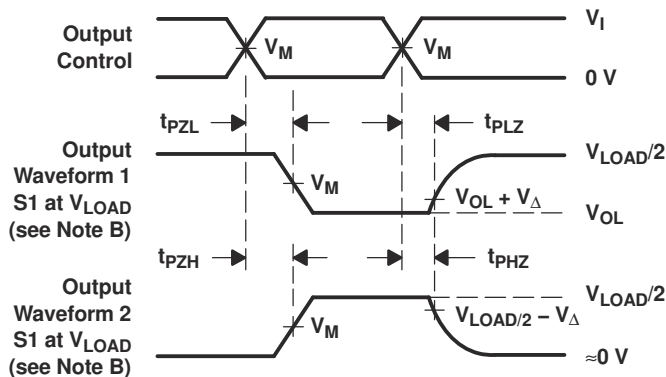 Output
Control
V_M
V_M
V_I
0 V
t_PZL
t_PLZ
Output
Waveform 1
S1 at V_LOAD
(see Note B)
V_M
V_OL + V_Δ
V_LOAD/2
V_OL
t_PZH
t_PHZ
Output
Waveform 2
S1 at V_LOAD
(see Note B)
V_M
V_LOAD/2 − V_Δ
V_LOAD/2
≈0 V